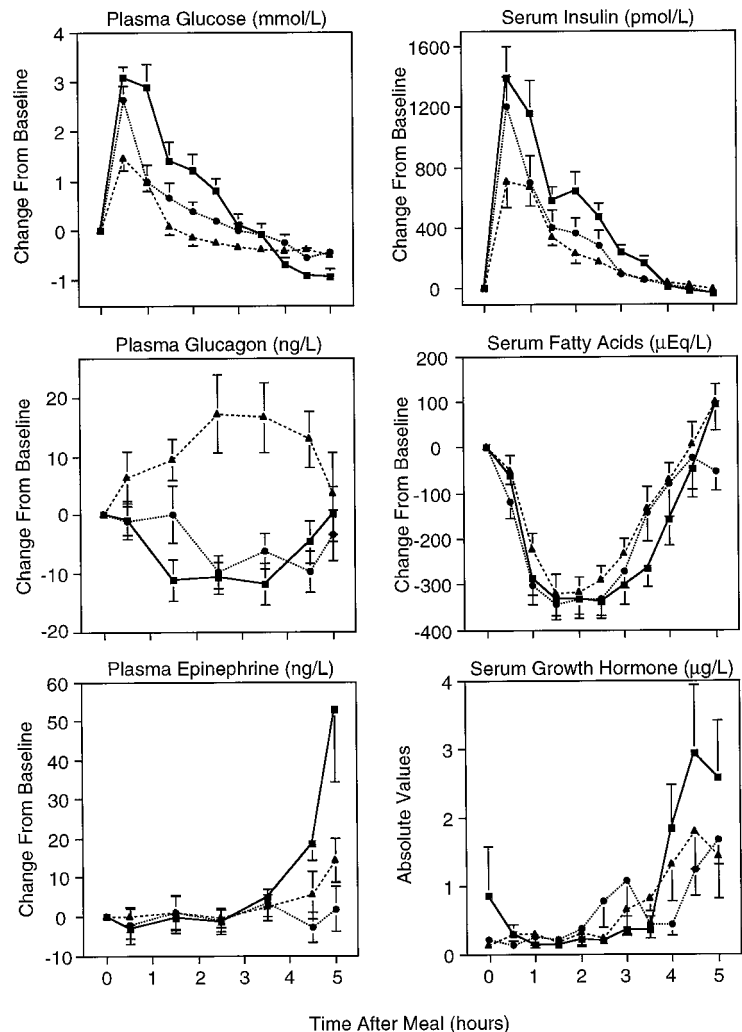 Plasma Glucose (mmol/L)
Serum Insulin (pmol/L)
Change From Baseline
4
3
2
1
0
-1
Change From Baseline
1600
1200
800
400
0
Plasma Glucagon (ng/L)
Serum Fatty Acids (μEq/L)
Change From Baseline
20
10
0
-10
-20
Change From Baseline
200
100
0
-100
-200
-300
-400
Plasma Epinephrine (ng/L)
Serum Growth Hormone (μg/L)
Change From Baseline
60
50
40
30
20
10
0
-10
0 1 2 3 4 5
Absolute Values
4
3
2
1
0
0 1 2 3 4 5
Time After Meal (hours)